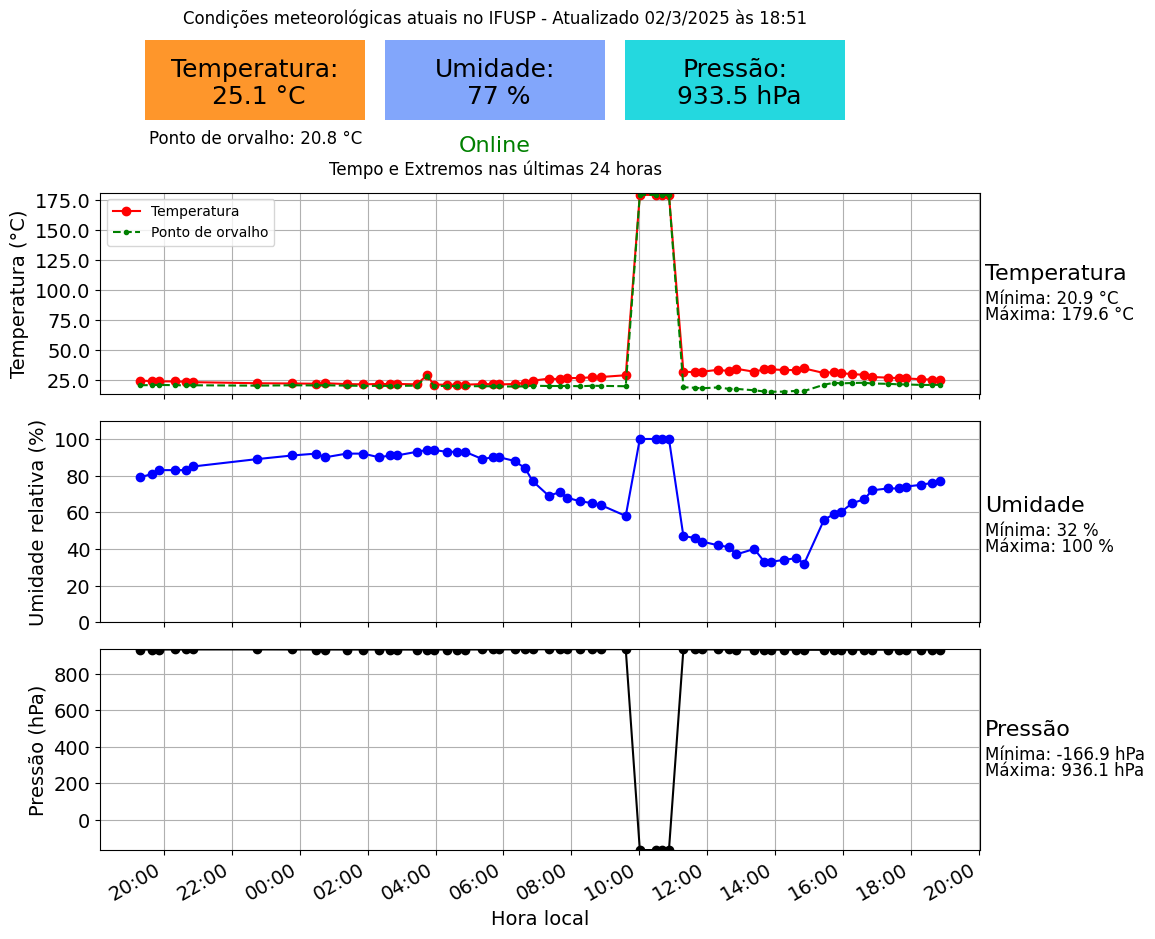 Condições meteorológicas atuais no IFUSP - Atualizado 02/3/2025 às 18:51
Temperatura:
25.1 °C
Umidade:
77 %
Pressão:
933.5 hPa
Ponto de orvalho: 20.8 °C
Online
Tempo e Extremos nas últimas 24 horas
Temperatura (°C)
175.0
150.0
125.0
100.0
75.0
50.0
25.0
Temperatura
Ponto de orvalho
Temperatura
Mínima: 20.9 °C
Máxima: 179.6 °C
Umidade relativa (%)
100
80
60
40
20
0
Umidade
Mínima: 32 %
Máxima: 100 %
Pressão (hPa)
800
600
400
200
0
Pressão
Mínima: -166.9 hPa
Máxima: 936.1 hPa
20:00
22:00
00:00
02:00
04:00
06:00
08:00
10:00
12:00
14:00
16:00
18:00
20:00
Hora local